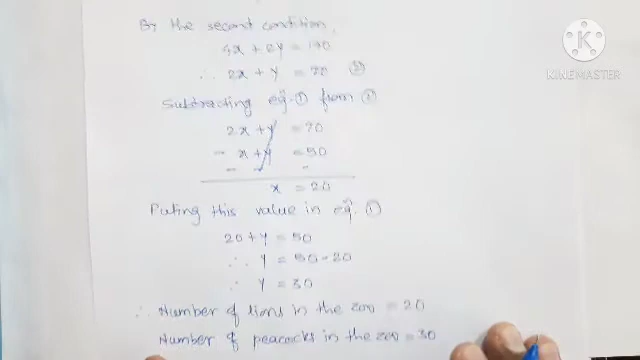 By the second condition,
4x + 2y = 140
∴ 2x + y = 70 ②
Subtracting eqⁿ ① from ②
2x + y = 70
- x + y = 50
- - -
x = 20
Puting this value in eqⁿ ①
20 + y = 50
∴ y = 50 - 20
∴ y = 30
∴ Number of lions in the zoo = 20
Number of peacocks in the zoo = 30
K
KINEMASTER